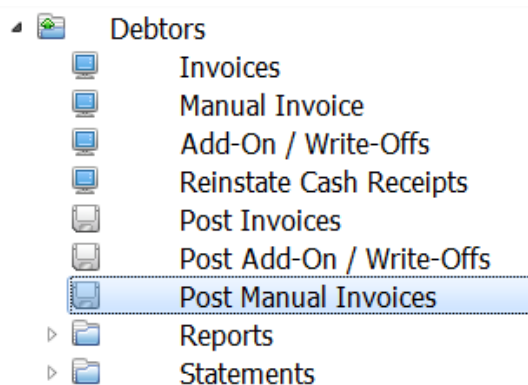 Debtors
Invoices
Manual Invoice
Add-On / Write-Offs
Reinstate Cash Receipts
Post Invoices
Post Add-On / Write-Offs
Post Manual Invoices
Reports
Statements